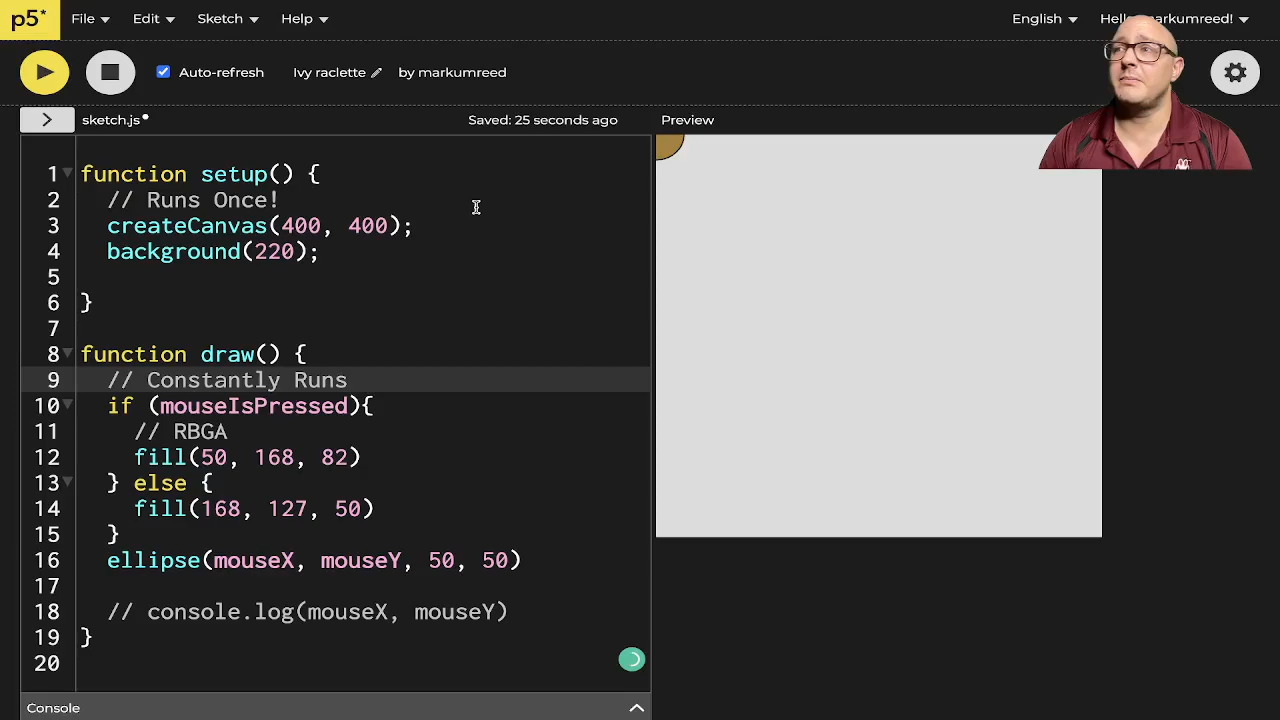 p5* File Edit Sketch Help English Hello, markumreed!
Auto-refresh Ivy raclette by markumreed
sketch.js Saved: 25 seconds ago Preview
1 function setup() {
2 // Runs Once!
3 createCanvas(400, 400);
4 background(220);
5
6 }
7
8 function draw() {
9 // Constantly Runs
10 if (mouseIsPressed){
11 // RBGA
12 fill(50, 168, 82)
13 } else {
14 fill(168, 127, 50)
15 }
16 ellipse(mouseX, mouseY, 50, 50)
17
18 // console.log(mouseX, mouseY)
19 }
20
Console